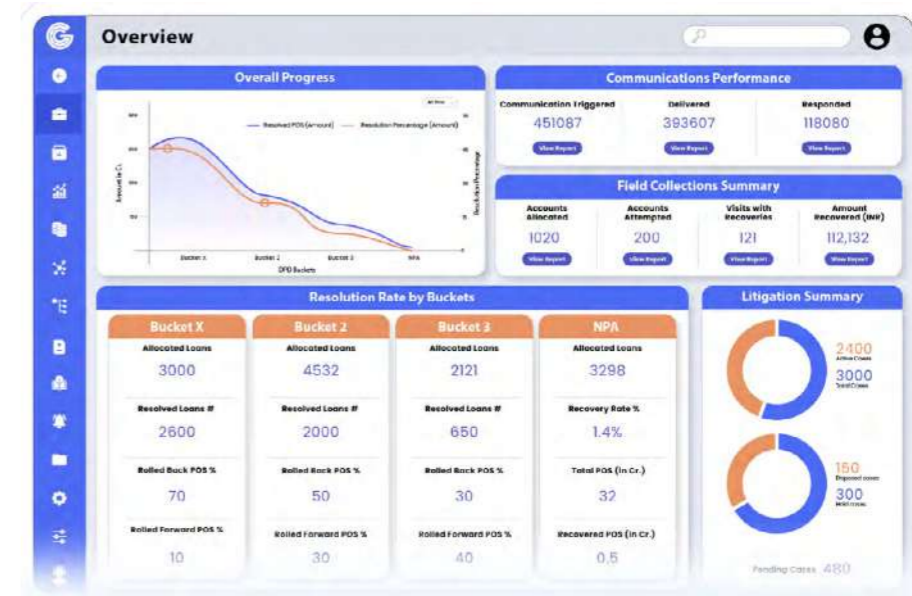 Overview
Overall Progress
Resolved POS (Amount)
Resolution Percentage (Amount)
Amount in Cr.
Resolution Percentage
Bucket X
Bucket 2
Bucket 3
NPA
DPD Buckets
Communications Performance
Communication Triggered
Delivered
Responded
451087
393607
118080
View Report
View Report
View Report
Field Collections Summary
Accounts Allocated
Accounts Attempted
Visits with Recoveries
Amount Recovered (INR)
1020
200
121
112,132
View Report
View Report
View Report
View Report
Resolution Rate by Buckets
Bucket X
Allocated Loans
3000
Resolved Loans #
2600
Rolled Back POS %
70
Rolled Forward POS %
10
Bucket 2
Allocated Loans
4532
Resolved Loans #
2000
Rolled Back POS %
50
Rolled Forward POS %
30
Bucket 3
Allocated Loans
2121
Resolved Loans #
650
Rolled Back POS %
30
Rolled Forward POS %
40
NPA
Allocated Loans
3298
Recovery Rate %
1.4%
Total POS (in Cr.)
32
Recovered POS (in Cr.)
0.5
Litigation Summary
2400
Active Cases
3000
Total Cases
150
Disposed cases
300
Hold cases
Pending Cases 480